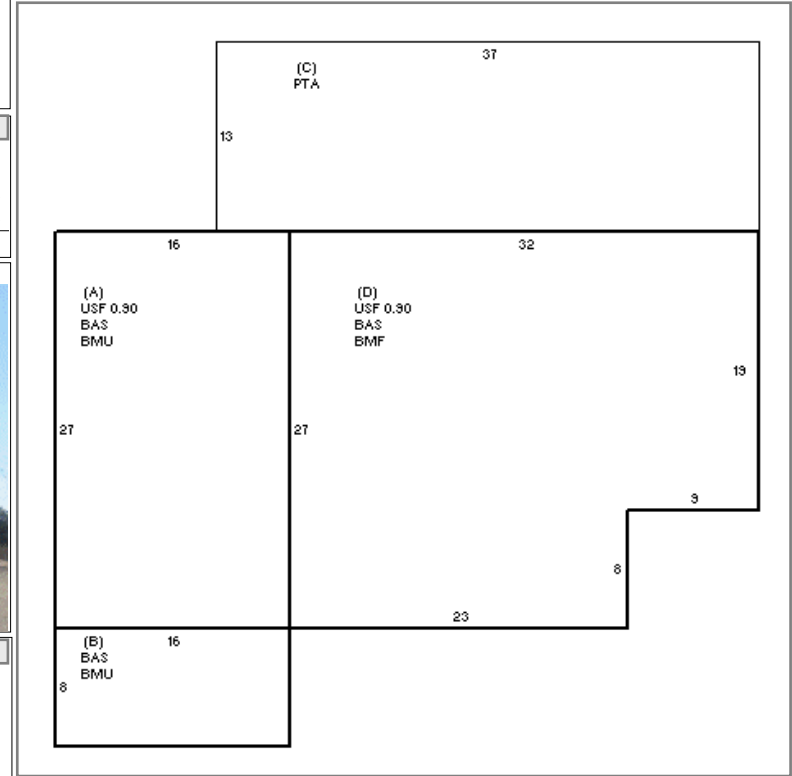 37
(C)
PTA
13
16
32
(A)
USF 0.90
BAS
BMU
(D)
USF 0.90
BAS
BMF
19
27
27
9
8
23
(B)
BAS
BMU
16
8